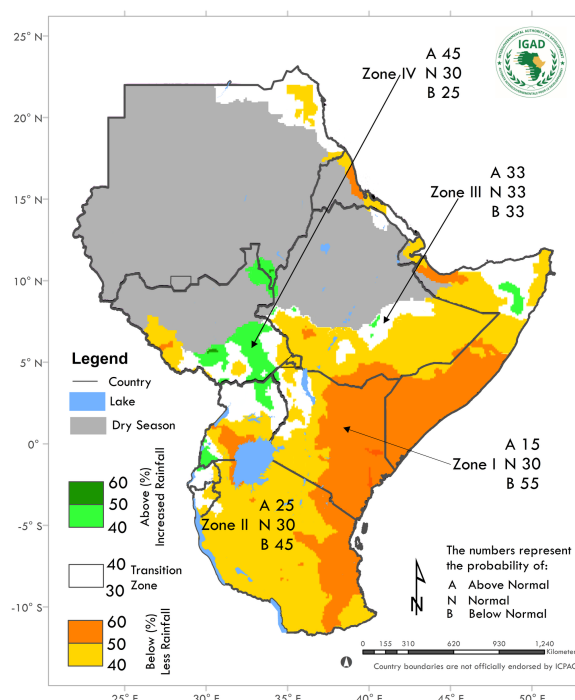 25° N
20° N
15° N
10° N
5° N
0°
-5° S
-10° S
25° E
30° E
35° E
40° E
45° E
50° E
IGAD
A 45
Zone IV N 30
B 25
A 33
Zone III N 33
B 33
A 15
Zone I N 30
B 55
A 25
Zone II N 30
B 45
Legend
Country
Lake
Dry Season
60
50
40
Above (%)
Increased Rainfall
40
30
Transition
Zone
60
50
40
Below (%)
Less Rainfall
The numbers represent
the probability of:
A Above Normal
N Normal
B Below Normal
N
0 155 310 620 930 1,240
Kilometer
Country boundaries are not officially endorsed by ICPAC